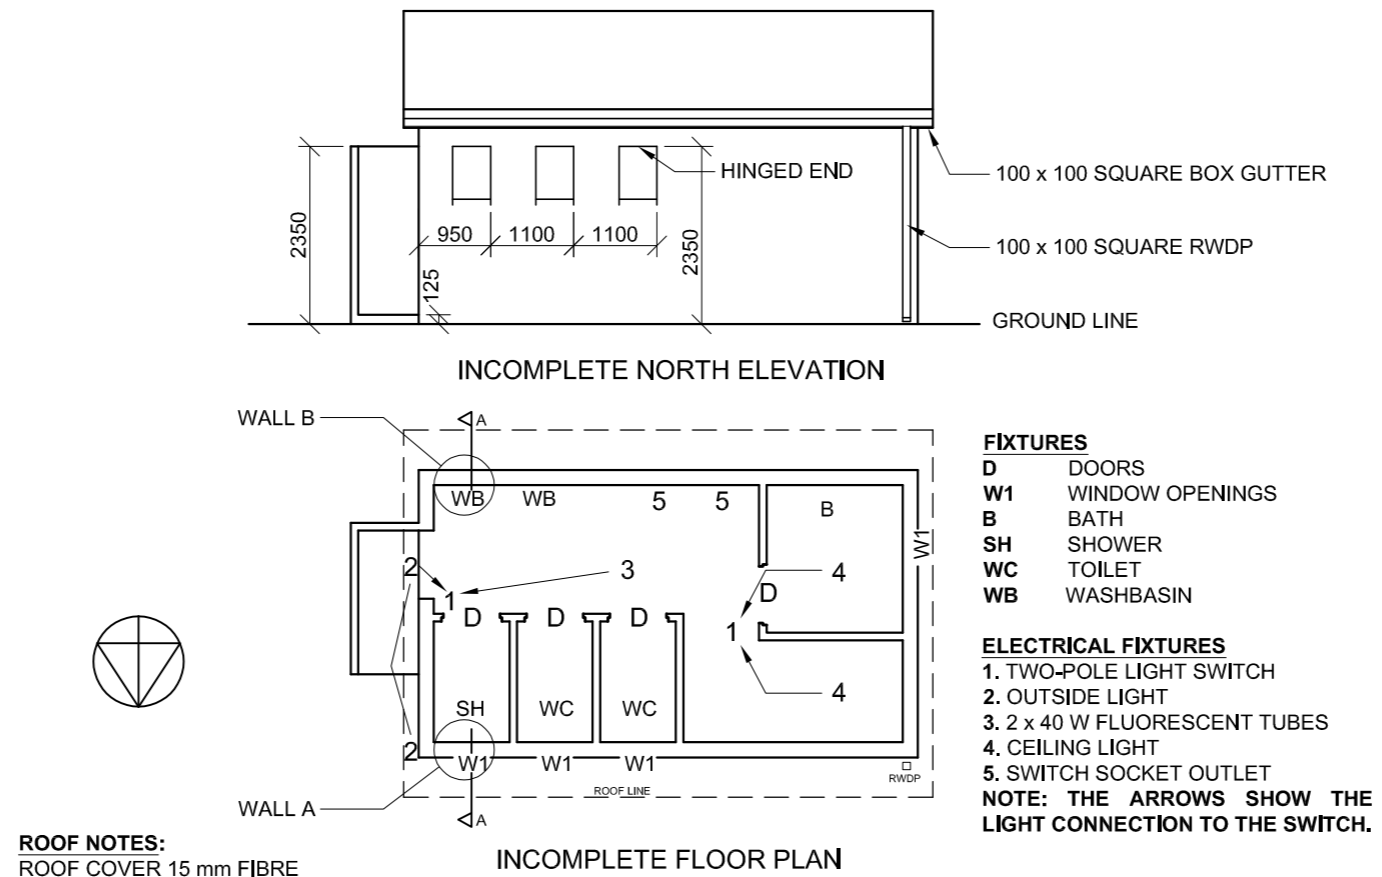 HINGED END
100 x 100 SQUARE BOX GUTTER
2350
950
1100
1100
2350
100 x 100 SQUARE RWDP
125
GROUND LINE
INCOMPLETE NORTH ELEVATION
WALL B
A
WB
WB
5
5
B
W1
2
1
3
4
D
D
D
D
1
4
SH
WC
WC
2
W1
W1
W1
RWDP
ROOF LINE
WALL A
A
INCOMPLETE FLOOR PLAN
FIXTURES
D DOORS
W1 WINDOW OPENINGS
B BATH
SH SHOWER
WC TOILET
WB WASHBASIN
ELECTRICAL FIXTURES
1. TWO-POLE LIGHT SWITCH
2. OUTSIDE LIGHT
3. 2 x 40 W FLUORESCENT TUBES
4. CEILING LIGHT
5. SWITCH SOCKET OUTLET
NOTE: THE ARROWS SHOW THE
LIGHT CONNECTION TO THE SWITCH.
ROOF NOTES:
ROOF COVER 15 mm FIBRE